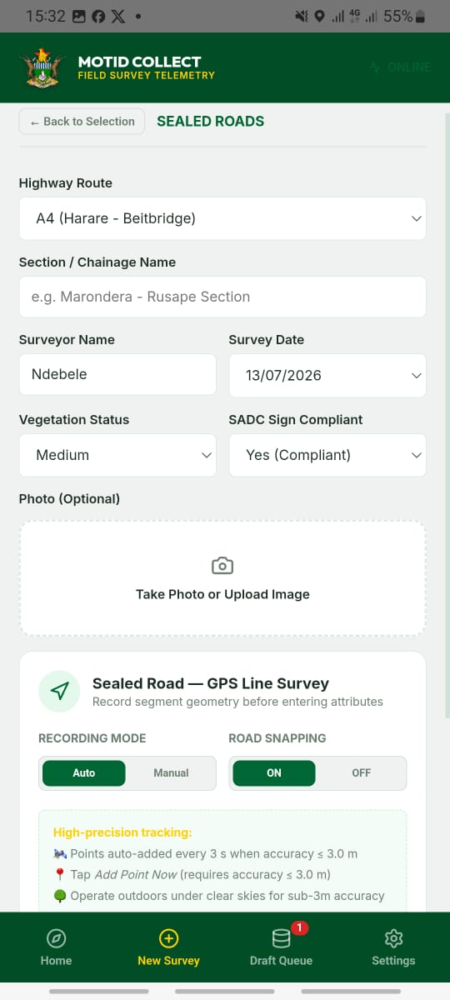 15:32
4G
55%
MOTID COLLECT
FIELD SURVEY TELEMETRY
ONLINE
← Back to Selection
SEALED ROADS
Highway Route
A4 (Harare - Beitbridge)
Section / Chainage Name
e.g. Marondera - Rusape Section
Surveyor Name
Survey Date
Ndebele
13/07/2026
Vegetation Status
SADC Sign Compliant
Medium
Yes (Compliant)
Photo (Optional)
Take Photo or Upload Image
Sealed Road — GPS Line Survey
Record segment geometry before entering attributes
RECORDING MODE
ROAD SNAPPING
Auto
Manual
ON
OFF
High-precision tracking:
🛰️ Points auto-added every 3 s when accuracy ≤ 3.0 m
📍 Tap Add Point Now (requires accuracy ≤ 3.0 m)
🌳 Operate outdoors under clear skies for sub-3m accuracy
1
Home
New Survey
Draft Queue
Settings